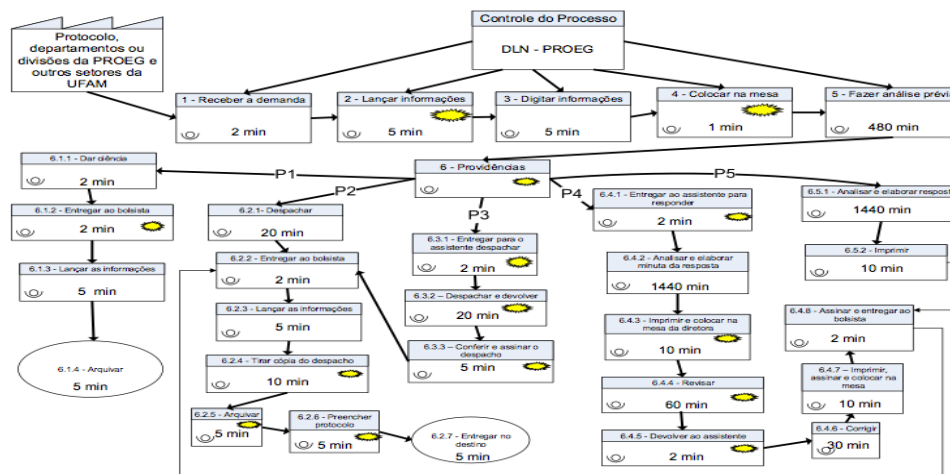 Protocolo,
departamentos ou
divisões da PROEG e
outros setores da
UFAM
Controle do Processo
DLN - PROEG
1 - Receber a demanda
2 min
2 - Lançar informações
5 min
3 - Digitar informações
5 min
4 - Colocar na mesa
1 min
5 - Fazer análise prévia
480 min
6 - Providências
P1
P2
P3
P4
P5
6.1.1 - Dar ciência
2 min
6.1.2 - Entregar ao bolsista
2 min
6.1.3 - Lançar as informações
5 min
6.1.4 - Arquivar
5 min
6.2.1- Despachar
20 min
6.2.2 - Entregar ao bolsista
2 min
6.2.3 - Lançar as informações
5 min
6.2.4 - Tirar cópia do despacho
10 min
6.2.5 - Arquivar
5 min
6.2.6 - Preencher
protocolo
5 min
6.2.7 - Entregar no
destino
5 min
6.3.1 - Entregar para o
assistente despachar
2 min
6.3.2 – Despachar e devolver
20 min
6.3.3 – Conferir e assinar o
despacho
5 min
6.4.1 - Entregar ao assistente para
responder
2 min
6.4.2 - Analisar e elaborar
minuta da resposta
1440 min
6.4.3 - Imprimir e colocar na
mesa da diretora
10 min
6.4.4 - Revisar
60 min
6.4.5 - Devolver ao assistente
2 min
6.4.6 - Corrigir
30 min
6.4.7 – Imprimir,
assinar e colocar na
mesa
10 min
6.4.8 - Assinar e entregar ao
bolsista
2 min
6.5.1 - Analisar e elaborar resposta
1440 min
6.5.2 - Imprimir
10 min